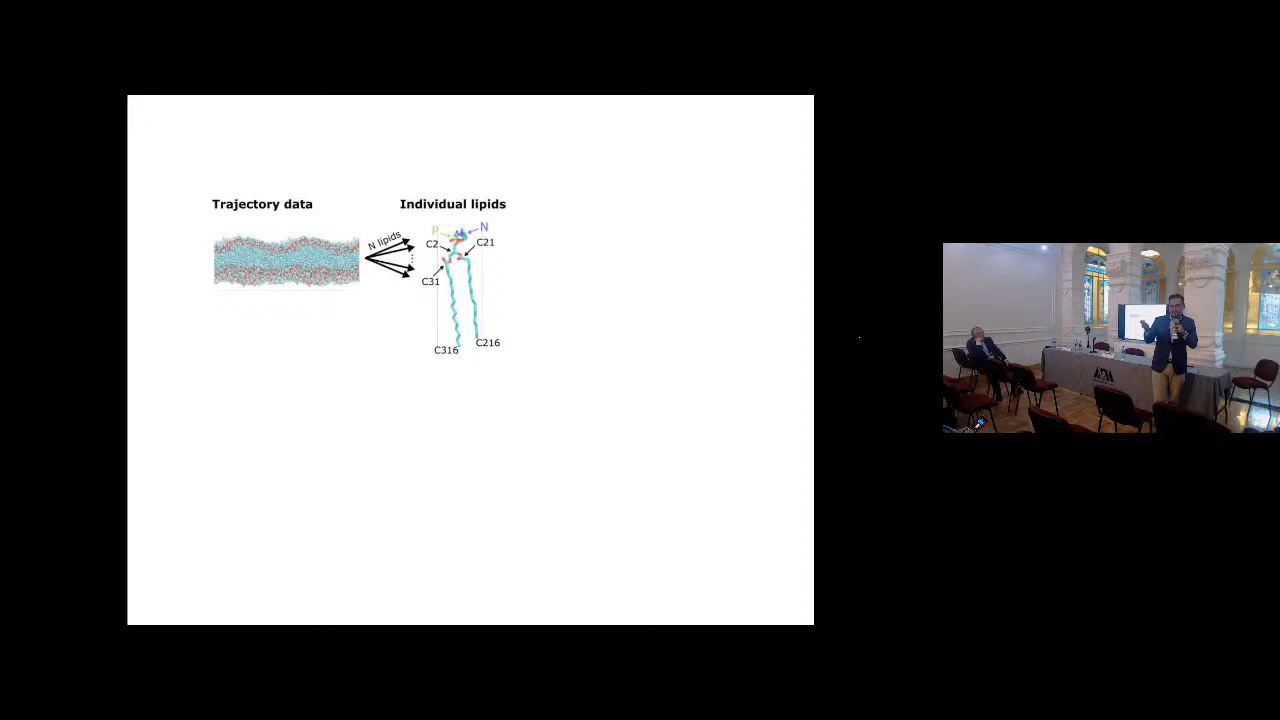 Trajectory data
Individual lipids
N lipids
P
N
C2
C21
C31
C316
C216